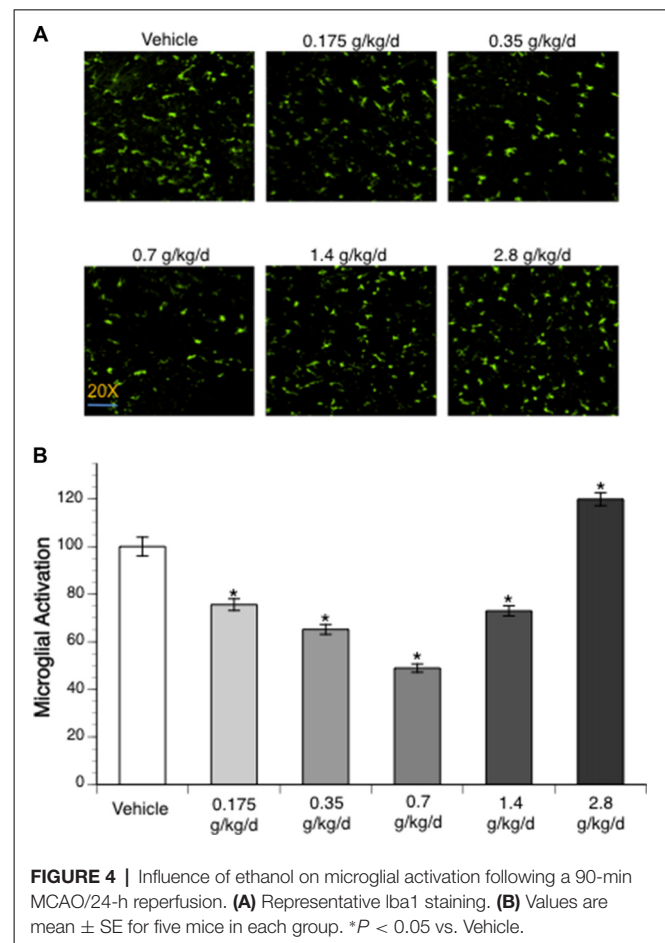 A
Vehicle
0.175 g/kg/d
0.35 g/kg/d
0.7 g/kg/d
1.4 g/kg/d
2.8 g/kg/d
20X
B
Microglial Activation
120
100
80
60
40
20
0
*
*
*
*
*
Vehicle
0.175 g/kg/d
0.35 g/kg/d
0.7 g/kg/d
1.4 g/kg/d
2.8 g/kg/d
FIGURE 4 | Influence of ethanol on microglial activation following a 90-min
MCAO/24-h reperfusion. (A) Representative Iba1 staining. (B) Values are
mean ± SE for five mice in each group. *P < 0.05 vs. Vehicle.